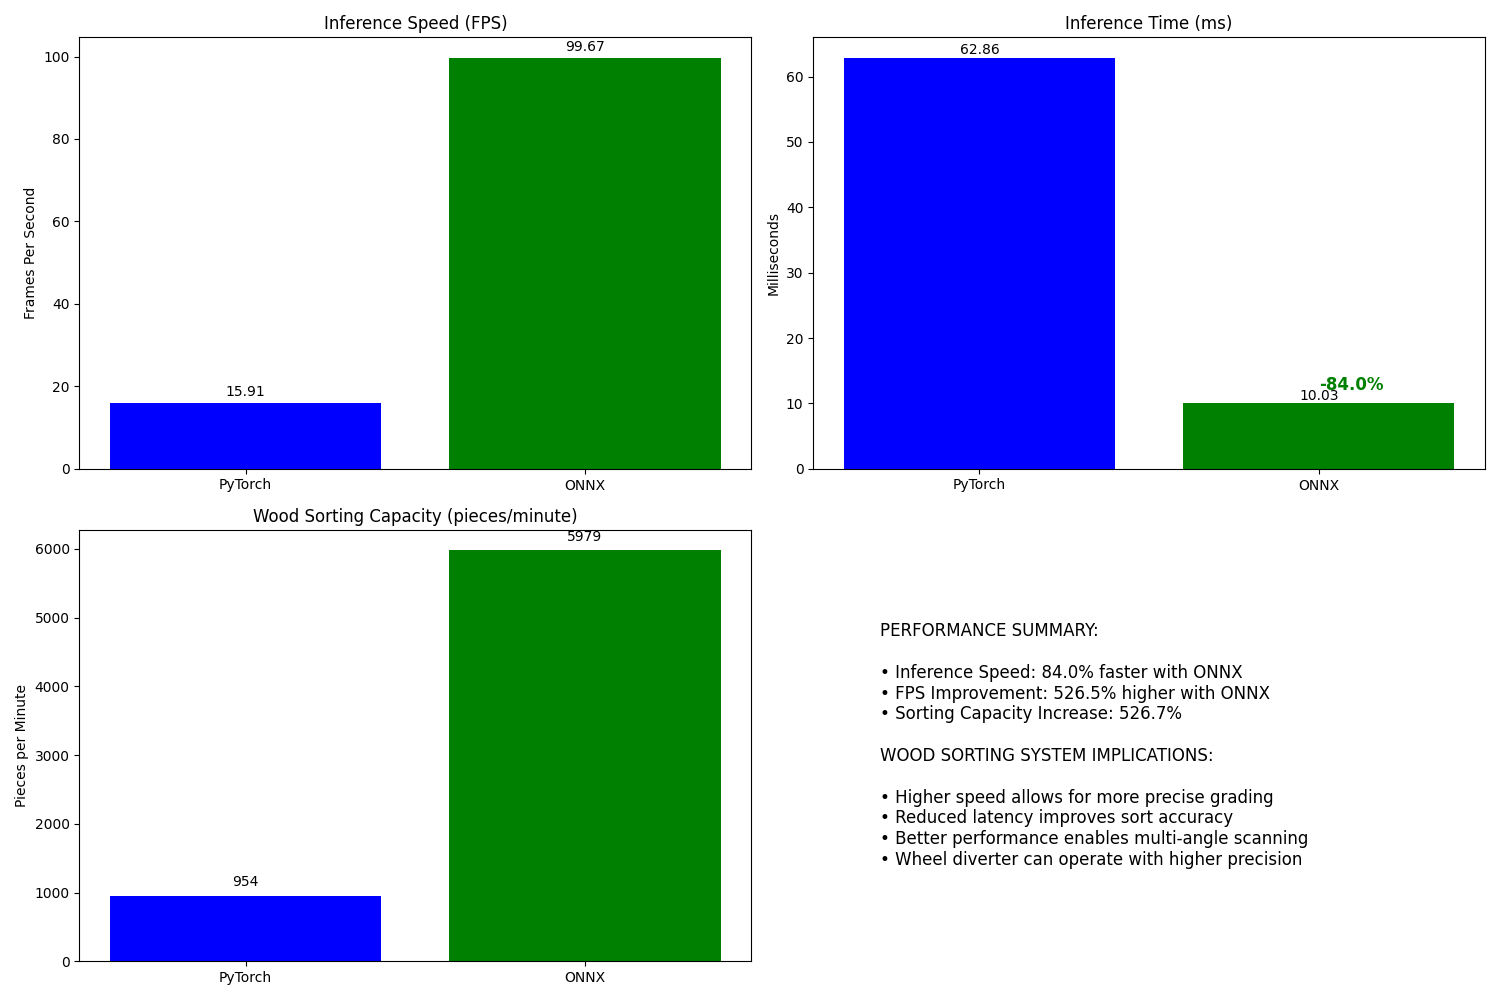 Inference Speed (FPS)
99.67
15.91
100
80
60
40
20
0
Frames Per Second
PyTorch
ONNX
Inference Time (ms)
62.86
-84.0%
10.03
60
50
40
30
20
10
0
Milliseconds
PyTorch
ONNX
Wood Sorting Capacity (pieces/minute)
5979
954
6000
5000
4000
3000
2000
1000
0
Pieces per Minute
PyTorch
ONNX
PERFORMANCE SUMMARY:
• Inference Speed: 84.0% faster with ONNX
• FPS Improvement: 526.5% higher with ONNX
• Sorting Capacity Increase: 526.7%
WOOD SORTING SYSTEM IMPLICATIONS:
• Higher speed allows for more precise grading
• Reduced latency improves sort accuracy
• Better performance enables multi-angle scanning
• Wheel diverter can operate with higher precision